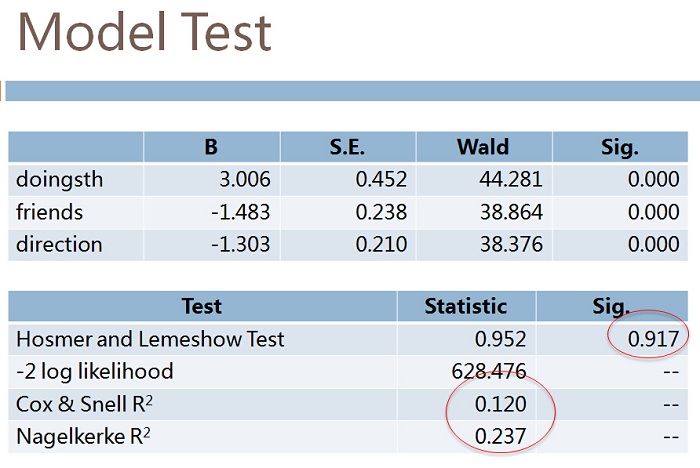 Model Test
B S.E. Wald Sig.
doingsth 3.006 0.452 44.281 0.000
friends -1.483 0.238 38.864 0.000
direction -1.303 0.210 38.376 0.000
Test Statistic Sig.
Hosmer and Lemeshow Test 0.952 0.917
-2 log likelihood 628.476 --
Cox & Snell R² 0.120 --
Nagelkerke R² 0.237 --